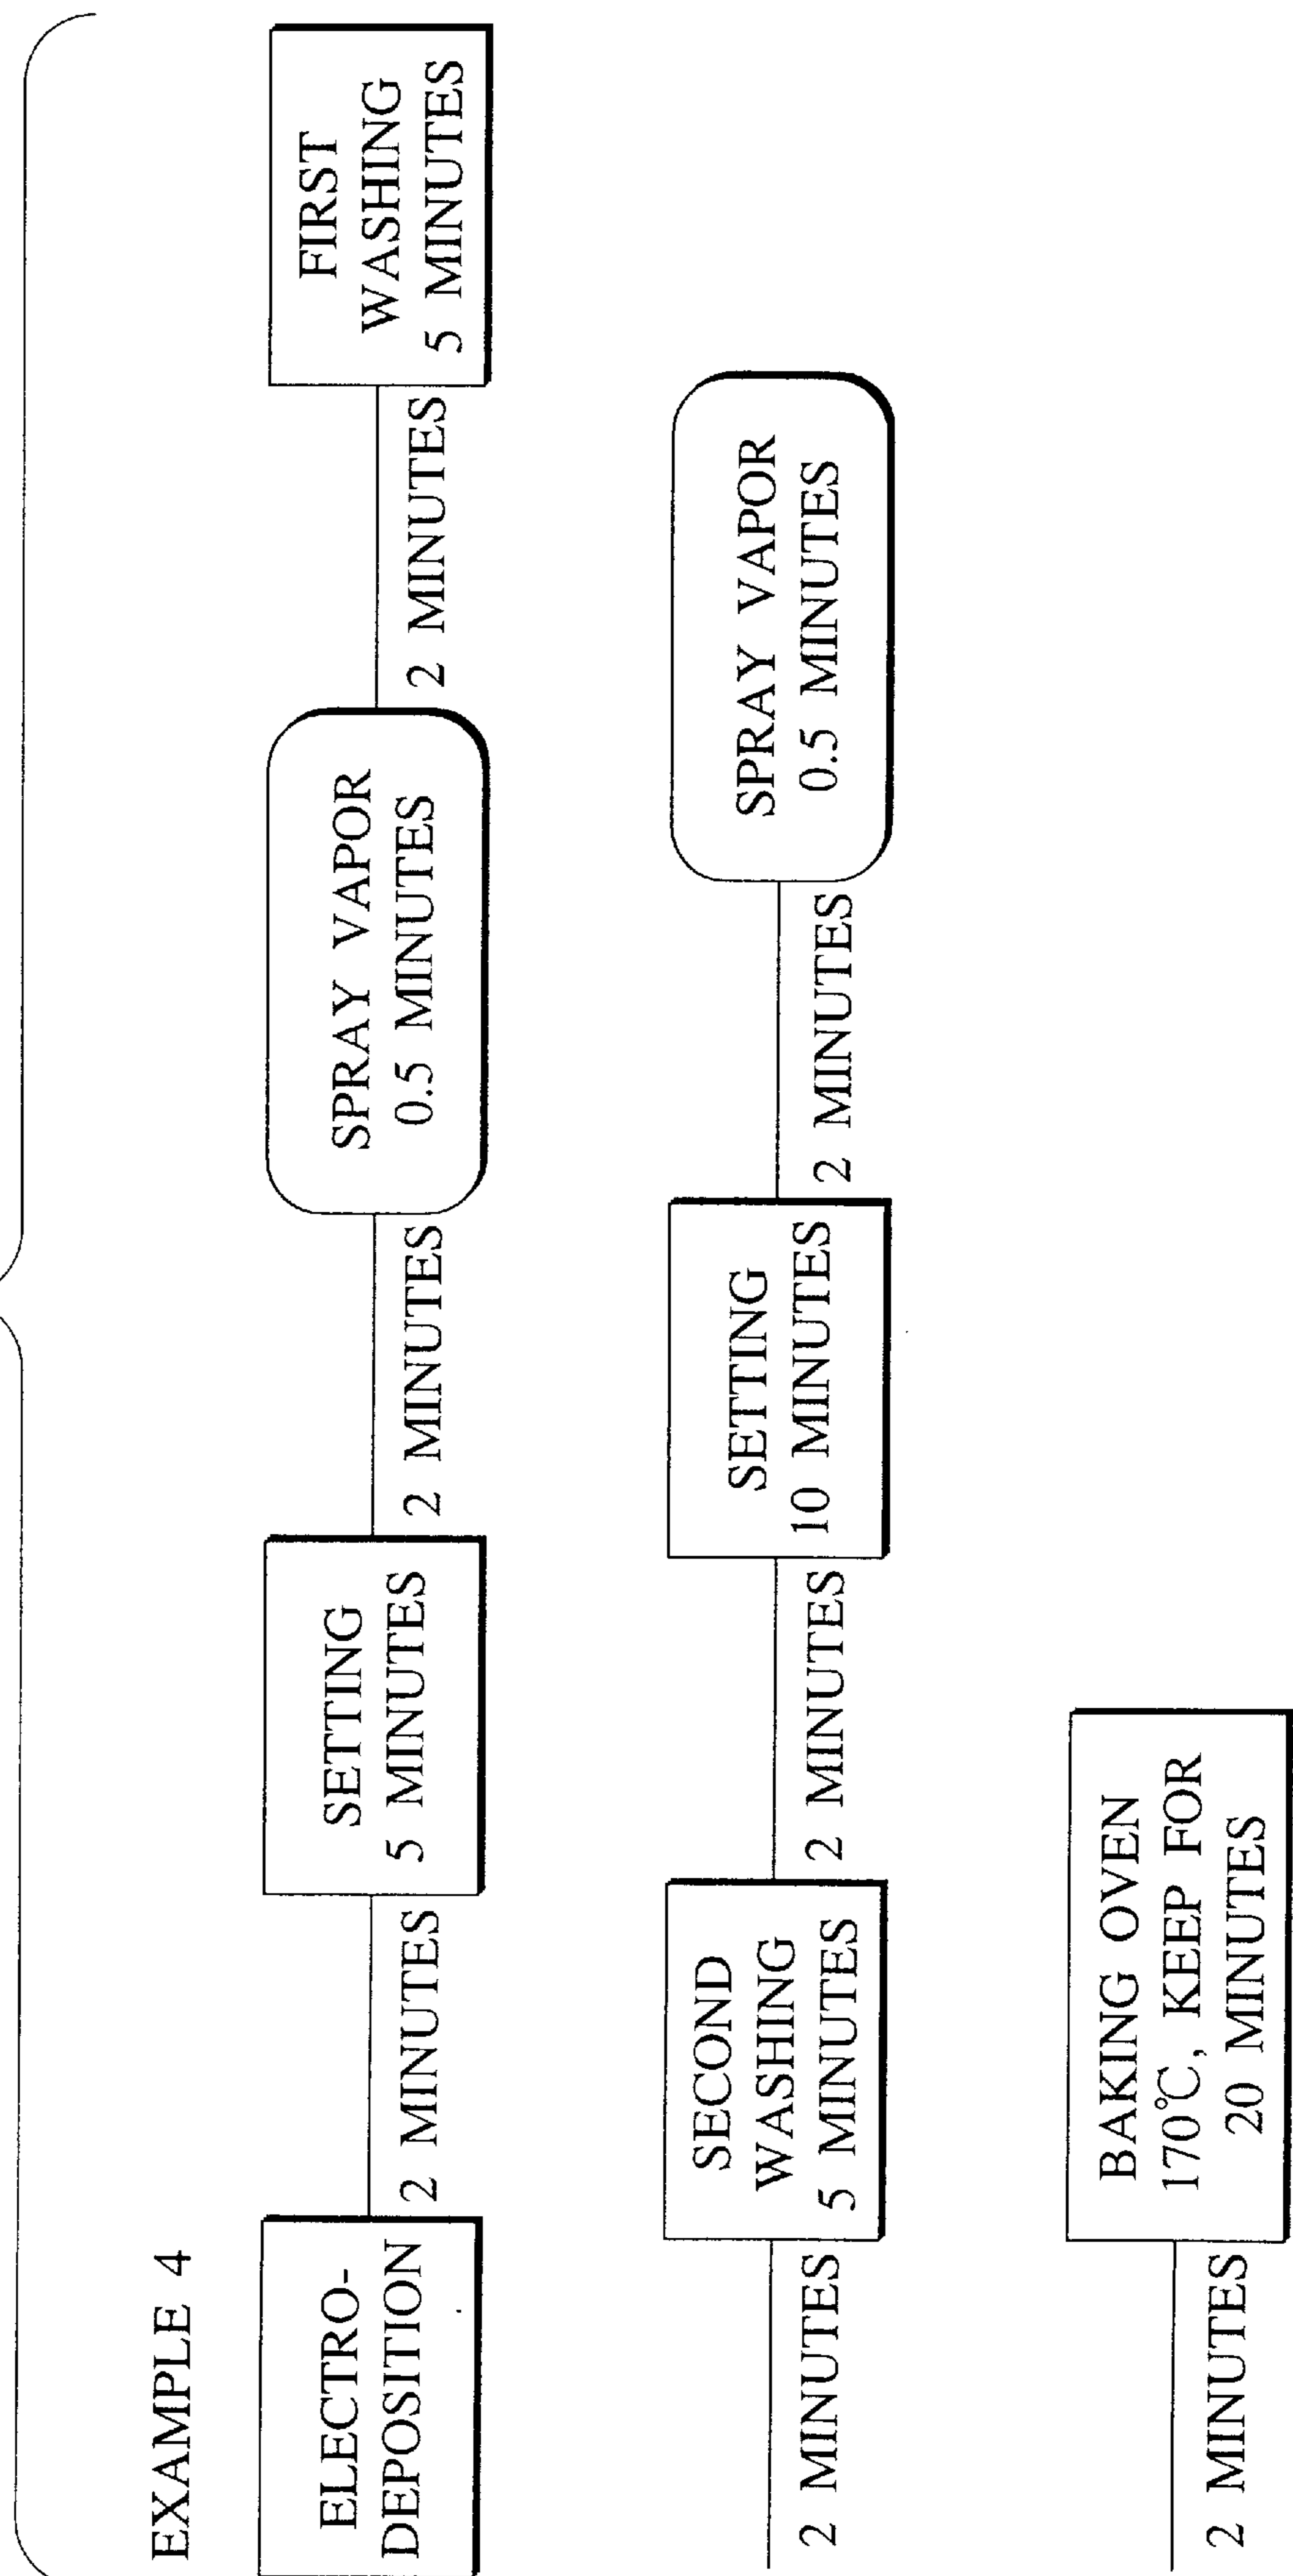 EXAMPLE 4
ELECTRO-
DEPOSITION
2 MINUTES
SETTING
5 MINUTES
2 MINUTES
SPRAY VAPOR
0.5 MINUTES
2 MINUTES
FIRST
WASHING
5 MINUTES
2 MINUTES
SECOND
WASHING
5 MINUTES
2 MINUTES
SETTING
10 MINUTES
2 MINUTES
SPRAY VAPOR
0.5 MINUTES
2 MINUTES
BAKING OVEN
170℃, KEEP FOR
20 MINUTES